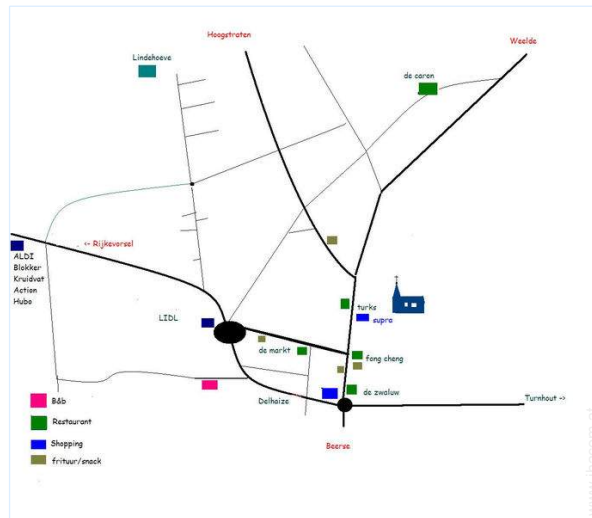 Hoogstraten
Weelde
Lindehoeve
de caron
<- Rijkevorsel
ALDI
Blokker
Kruidvat
Action
Hubo
turks
supra
LIDL
de markt
fong cheng
de zwaluw
Delhaize
Turnhout ->
Beerse
B&b
Restaurant
Shopping
frituur/snack